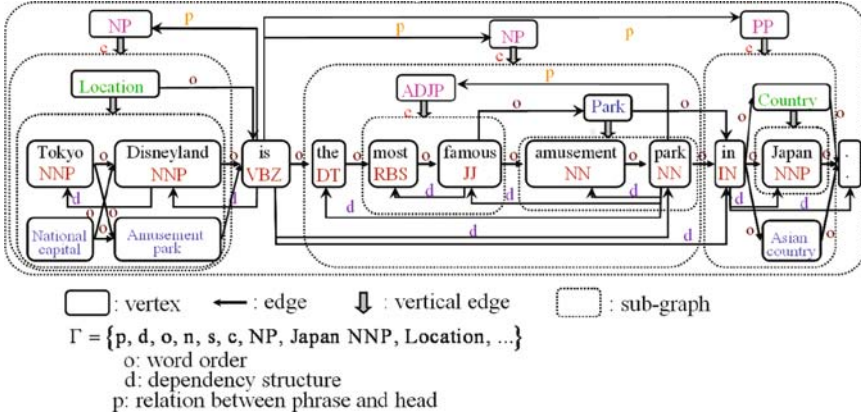 p
NP
NP
p
p
PP
c
c
c
Location
o
p
ADJP
c
o
Park
o
Country
Tokyo
NNP
o
Disneyland
NNP
o
is
VBZ
o
the
DT
o
most
RBS
o
famous
JJ
o
amusement
NN
o
park
NN
o
in
IN
o
Japan
NNP
o
.
.
d
o
d
d
d
d
d
d
d
National
capital
o
o
Amusement
park
o
d
d
o
Asian
country
o
: vertex
: edge
: vertical edge
: sub-graph
Γ = {p, d, o, n, s, c, NP, Japan NNP, Location, ...}
o: word order
d: dependency structure
p: relation between phrase and head